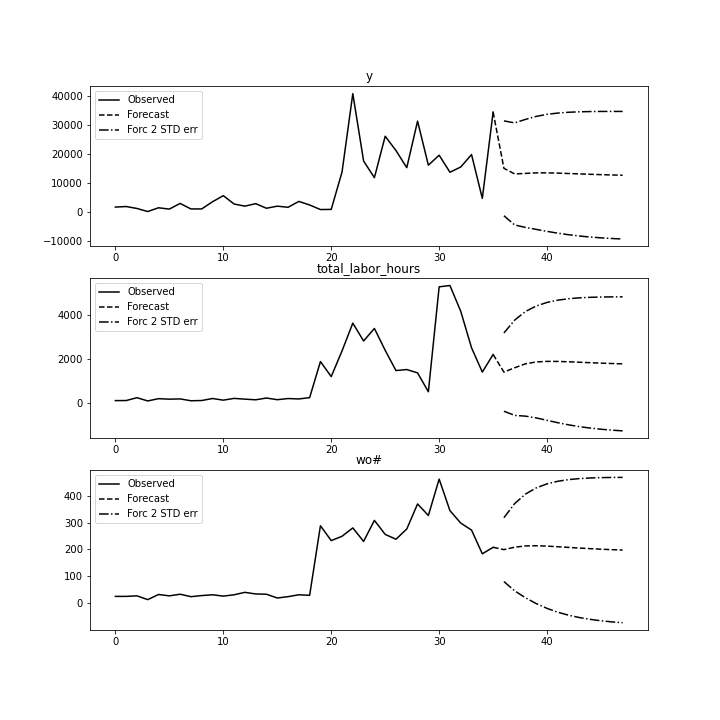 y
40000
30000
20000
10000
0
−10000
Observed
Forecast
Forc 2 STD err
0 10 20 30 40
total_labor_hours
4000
2000
0
Observed
Forecast
Forc 2 STD err
0 10 20 30 40
wo#
400
300
200
100
0
Observed
Forecast
Forc 2 STD err
0 10 20 30 40